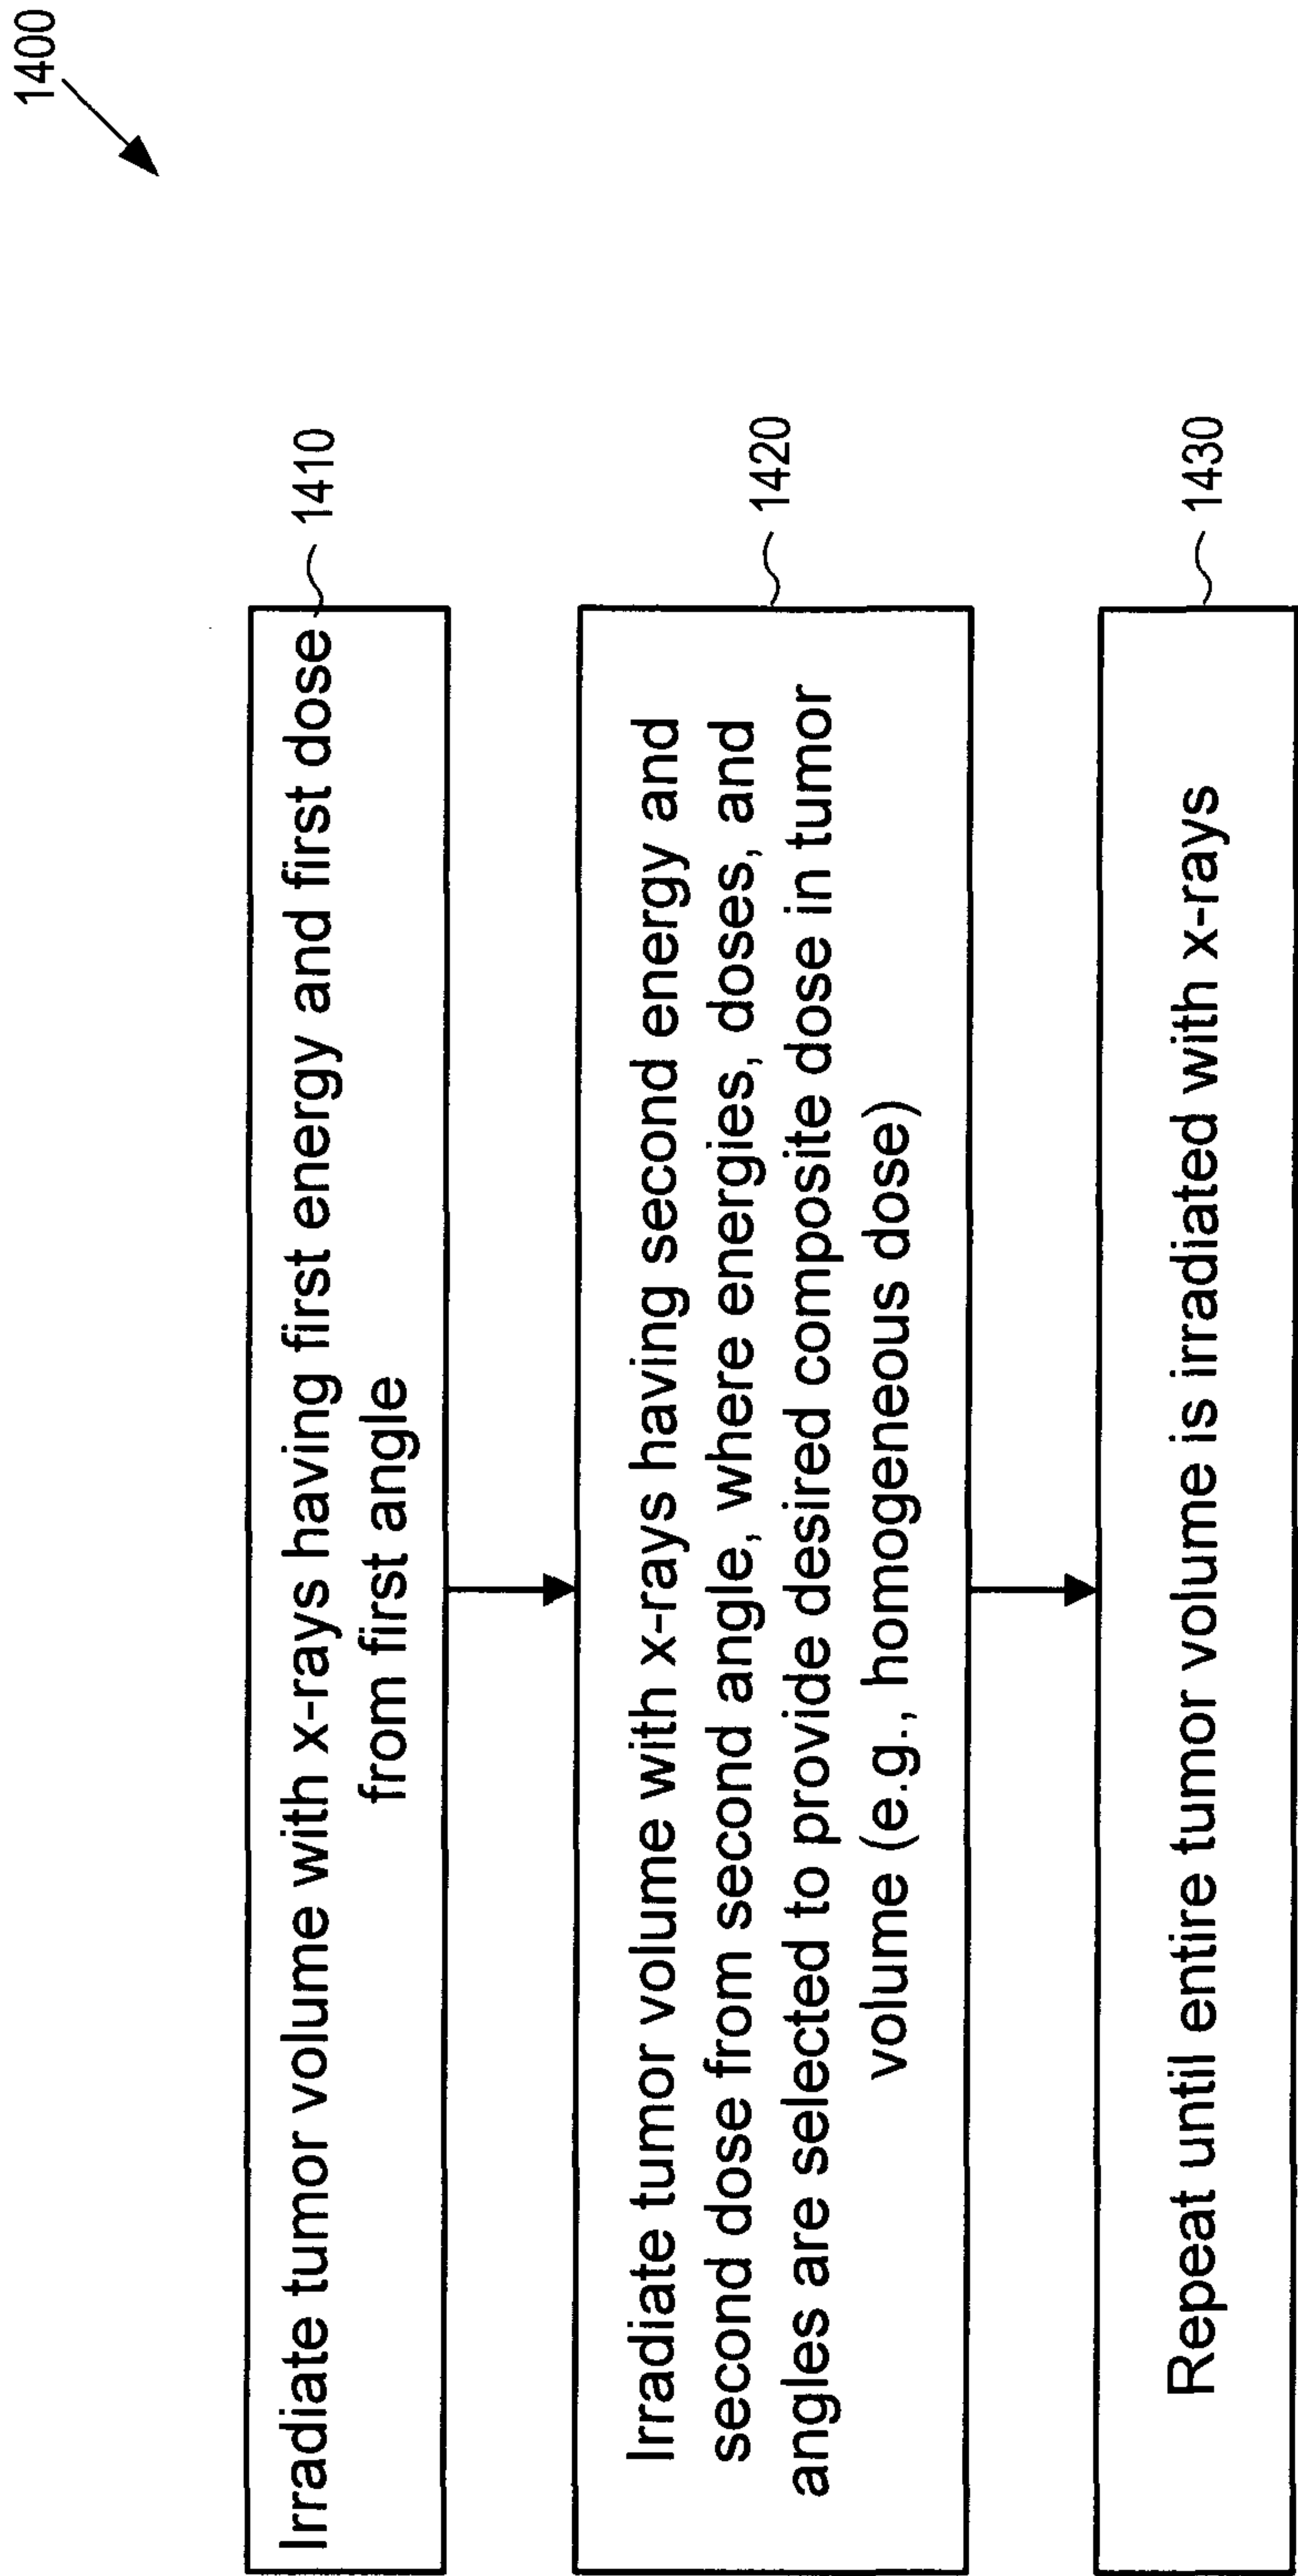 1400
Irradiate tumor volume with x-rays having first energy and first dose
from first angle
1410
Irradiate tumor volume with x-rays having second energy and
second dose from second angle, where energies, doses, and
angles are selected to provide desired composite dose in tumor
volume (e.g., homogeneous dose)
1420
Repeat until entire tumor volume is irradiated with x-rays
1430